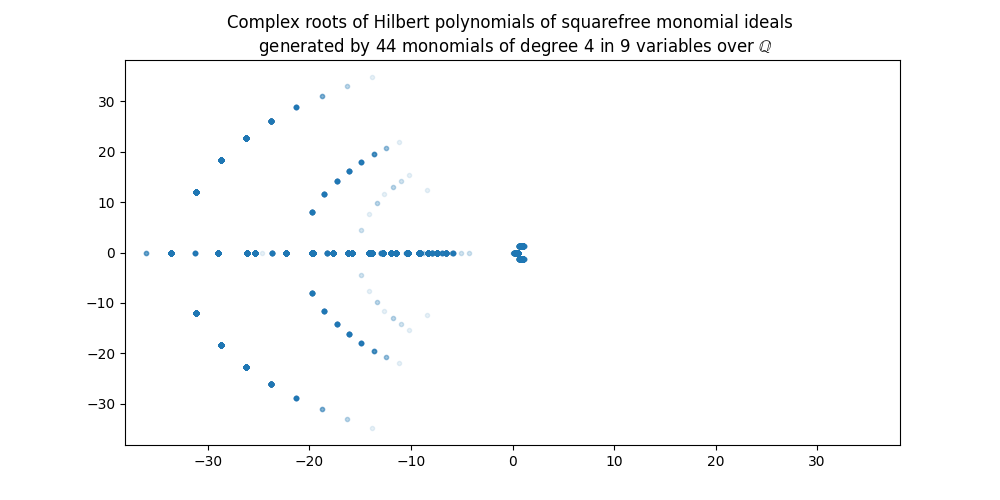 Complex roots of Hilbert polynomials of squarefree monomial ideals
generated by 44 monomials of degree 4 in 9 variables over ℚ
30
20
10
0
−10
−20
−30
−30 −20 −10 0 10 20 30